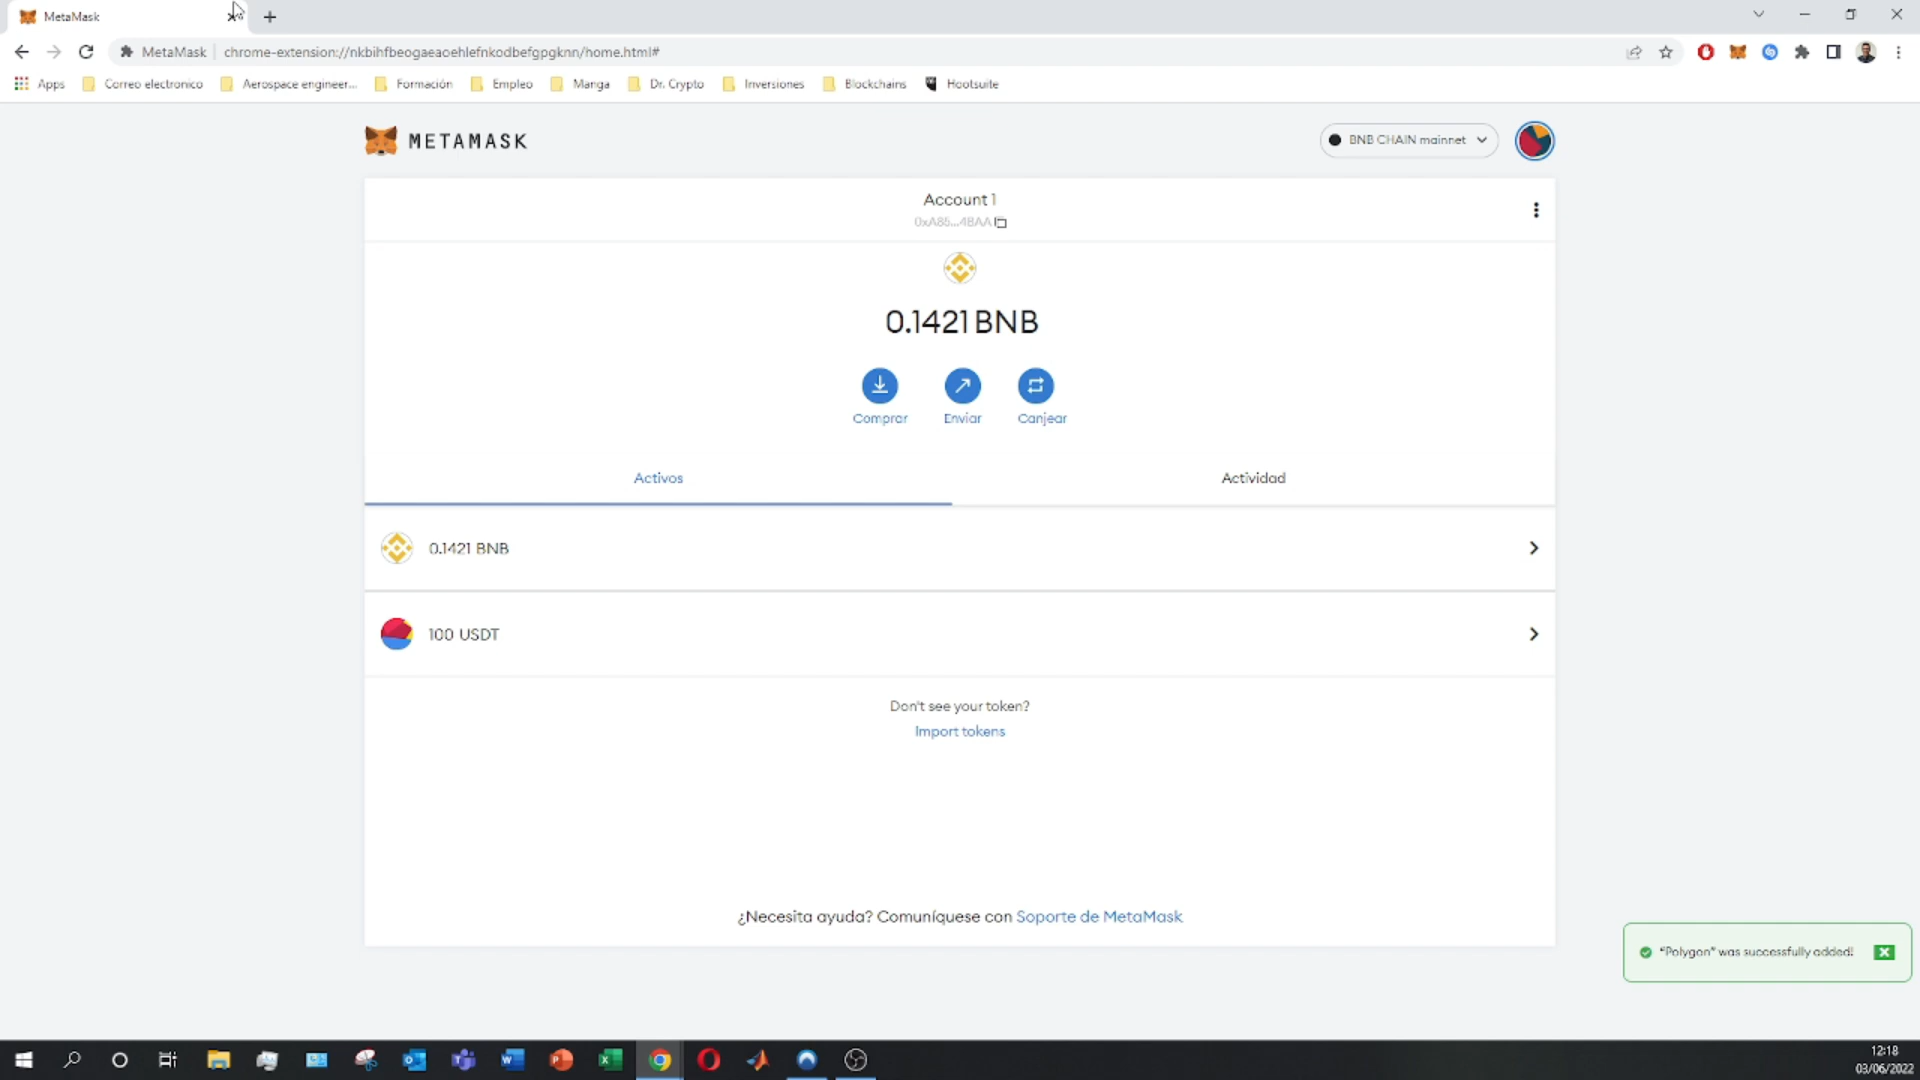 MetaMask
MetaMask chrome-extension://nkbihfbeogaeaoehlefnkodbefgpgknn/home.html#
Apps Correo electronico Aerospace engineer... Formación Empleo Manga Dr. Crypto Inversiones Blockchains Hootsuite
METAMASK BNB CHAIN mainnet
Account 1
0xA85...4BAA
0.1421 BNB
Comprar Enviar Canjear
Activos Actividad
0.1421 BNB
100 USDT
Don't see your token?
Import tokens
¿Necesita ayuda? Comuníquese con Soporte de MetaMask
“Polygon” was successfully added!
12:18
03/06/2022